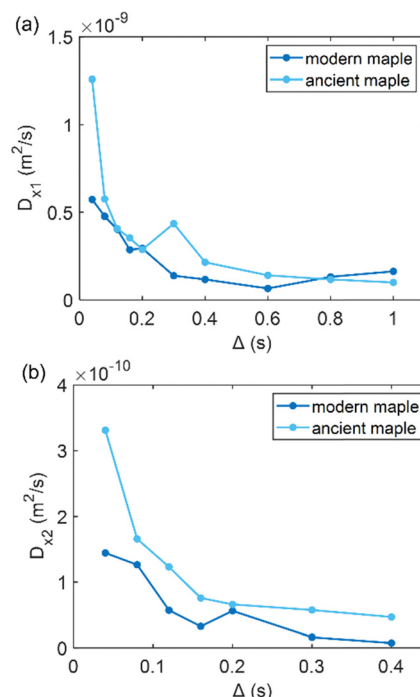 (a)
×10⁻⁹
1.5
1
0.5
0
D_x1 (m²/s)
modern maple
ancient maple
0 0.2 0.4 0.6 0.8 1
Δ (s)
(b)
×10⁻¹⁰
4
3
2
1
0
D_x2 (m²/s)
modern maple
ancient maple
0 0.1 0.2 0.3 0.4
Δ (s)